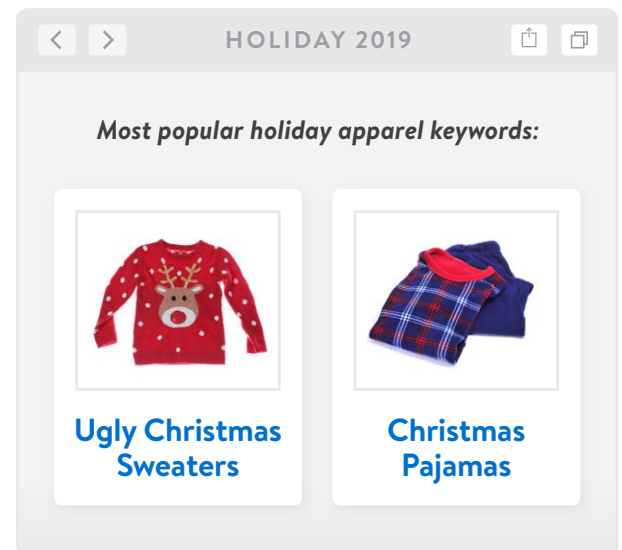 HOLIDAY 2019
Most popular holiday apparel keywords:
Ugly Christmas
Sweaters
Christmas
Pajamas